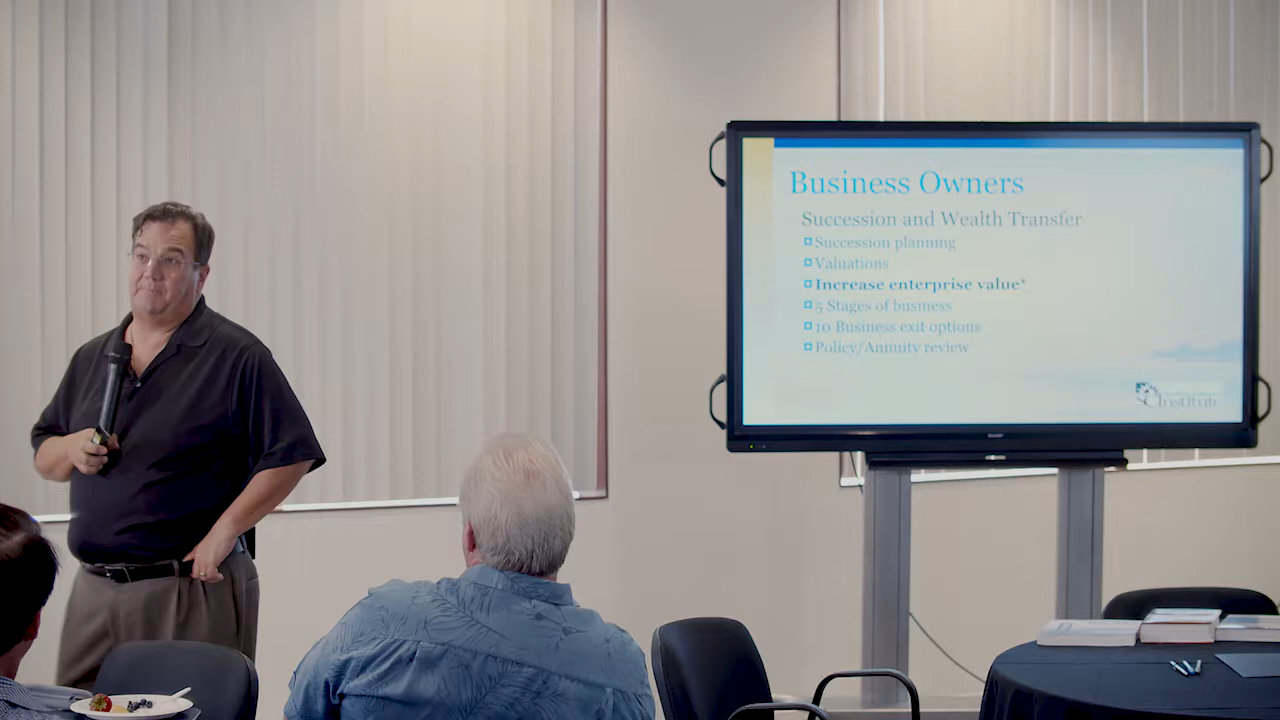 Business Owners
Succession and Wealth Transfer
Succession planning
Valuations
Increase enterprise value*
5 Stages of business
10 Business exit options
Policy/Annuity review
Institute